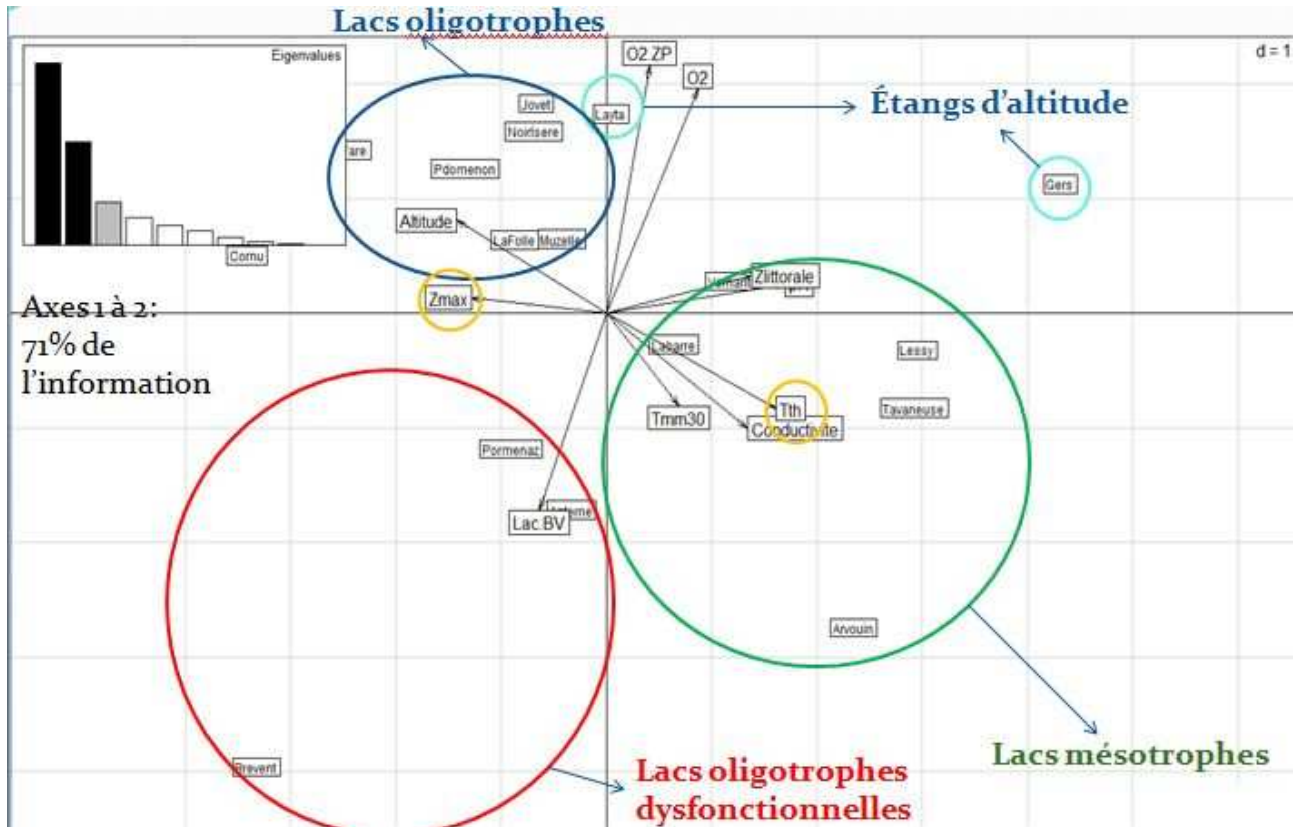 Lacs oligotrophes
Eigenvalues
O2.ZP
O2
d = 1
Jovet
Layta
Étangs d'altitude
Noirisere
are
Pdomenon
Gers
Altitude
LaFolle
Muzelle
Cornu
Zlittorale
Zmax
Axes 1 à 2:
71% de
l'information
Labarre
Lessy
Tth
Tavaneuse
Tmm30
Conductivite
Pormenaz
Lac.BV
Arvouin
Lacs mésotrophes
Brevent
Lacs oligotrophes
dysfonctionnelles